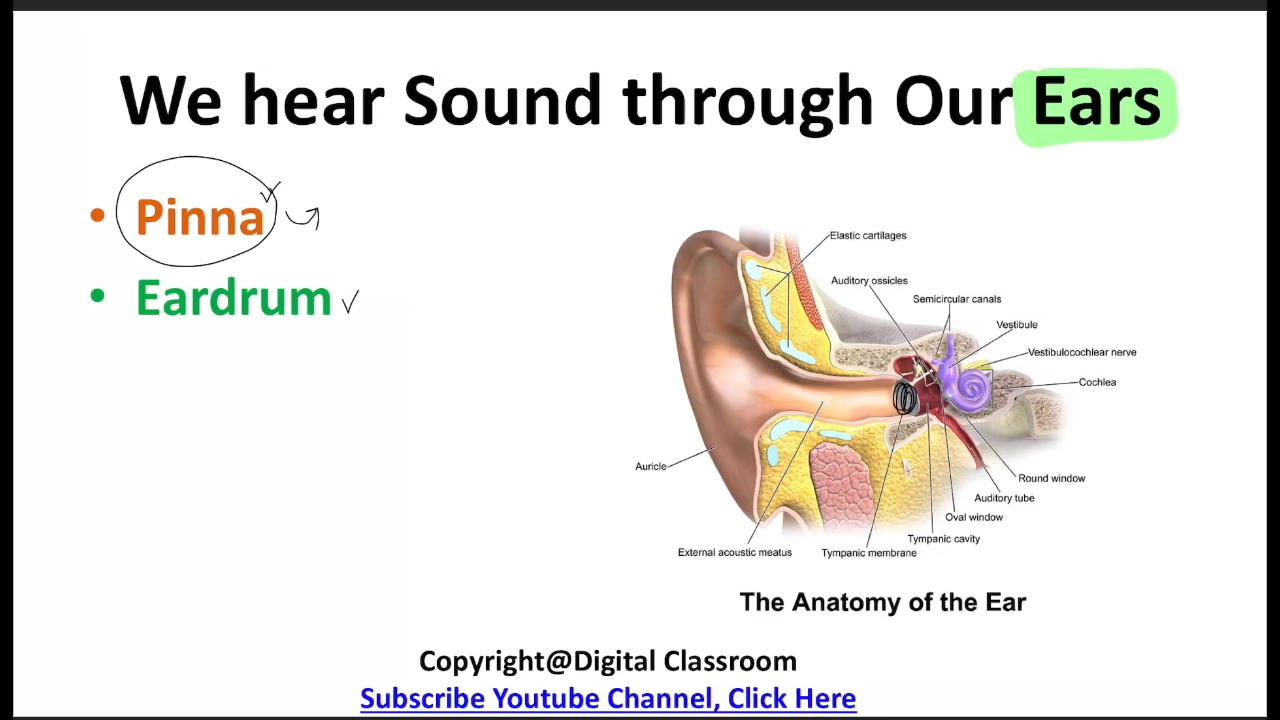 We hear Sound through Our Ears
• Pinna
• Eardrum
Elastic cartilages
Auditory ossicles
Semicircular canals
Vestibule
Vestibulocochlear nerve
Cochlea
Auricle
Round window
Auditory tube
Oval window
Tympanic cavity
External acoustic meatus
Tympanic membrane
The Anatomy of the Ear
Copyright@Digital Classroom
Subscribe Youtube Channel, Click Here